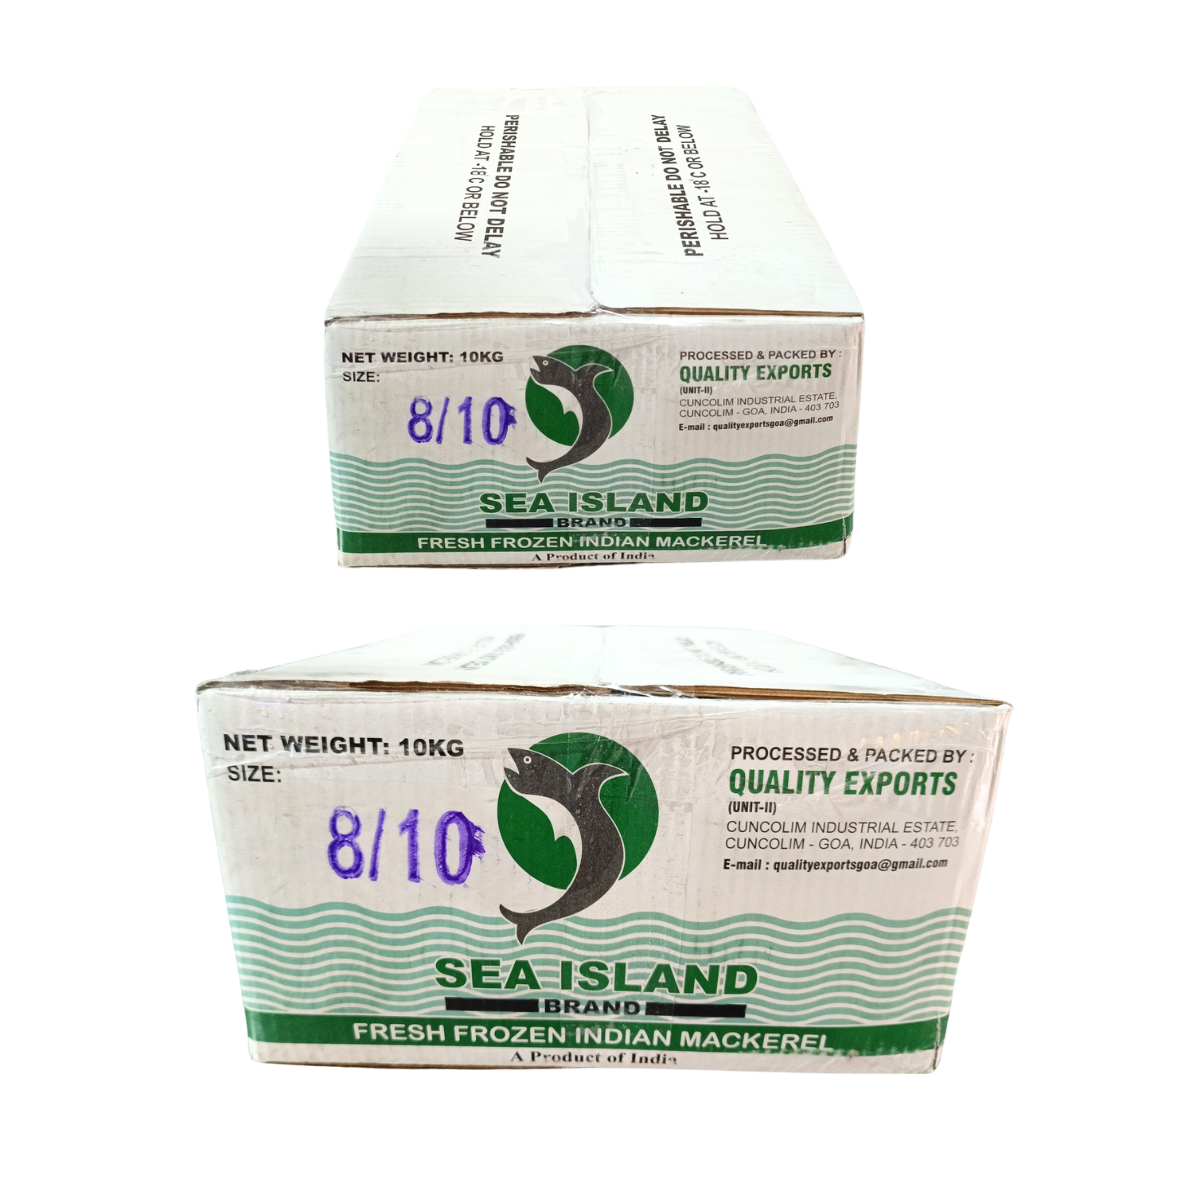 PERISHABLE DO NOT DELAY
HOLD AT -18 C OR BELOW
PERISHABLE DO NOT DELAY
HOLD AT -18 C OR BELOW
NET WEIGHT: 10KG
SIZE:
8/10
PROCESSED & PACKED BY :
QUALITY EXPORTS
(UNIT-II)
CUNCOLIM INDUSTRIAL ESTATE,
CUNCOLIM - GOA, INDIA - 403 703
E-mail : qualityexportsgoa@gmail.com
SEA ISLAND
BRAND
FRESH FROZEN INDIAN MACKEREL
A Product of India
NET WEIGHT: 10KG
SIZE:
8/10
PROCESSED & PACKED BY :
QUALITY EXPORTS
(UNIT-II)
CUNCOLIM INDUSTRIAL ESTATE,
CUNCOLIM - GOA, INDIA - 403 703
E-mail : qualityexportsgoa@gmail.com
SEA ISLAND
BRAND
FRESH FROZEN INDIAN MACKEREL
A Product of India